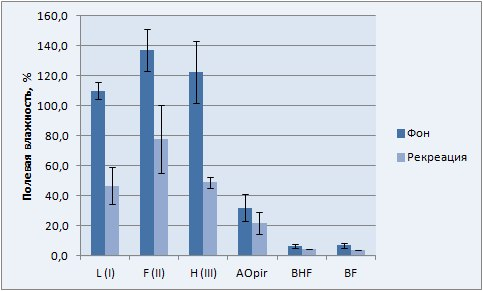 160,0
140,0
120,0
100,0
80,0
60,0
40,0
20,0
0,0
Полевая влажность, %
L (I) F (II) H (III) AOpir BHF BF
Фон
Рекреация